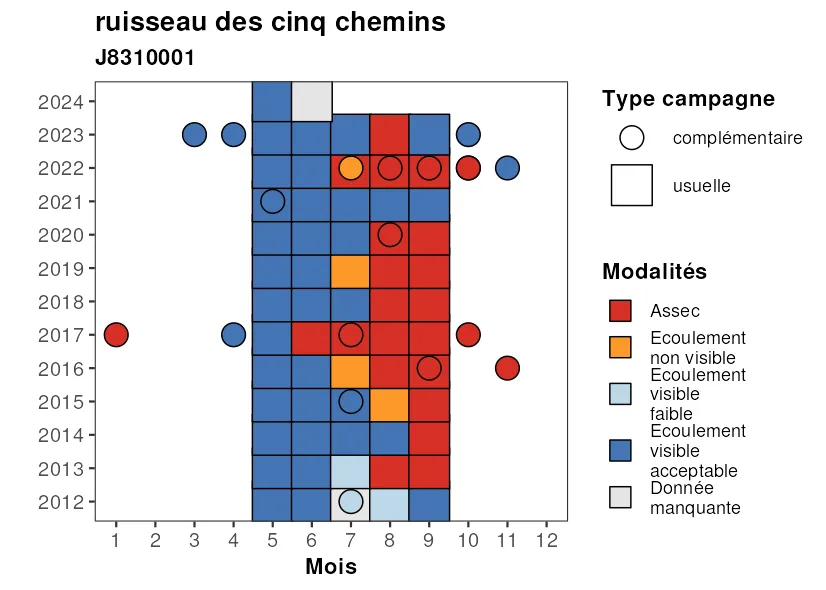 ruisseau des cinq chemins
J8310001
2024
2023
2022
2021
2020
2019
2018
2017
2016
2015
2014
2013
2012
1 2 3 4 5 6 7 8 9 10 11 12
Mois
Type campagne
complémentaire
usuelle
Modalités
Assec
Ecoulement
non visible
Ecoulement
visible
faible
Ecoulement
visible
acceptable
Donnée
manquante